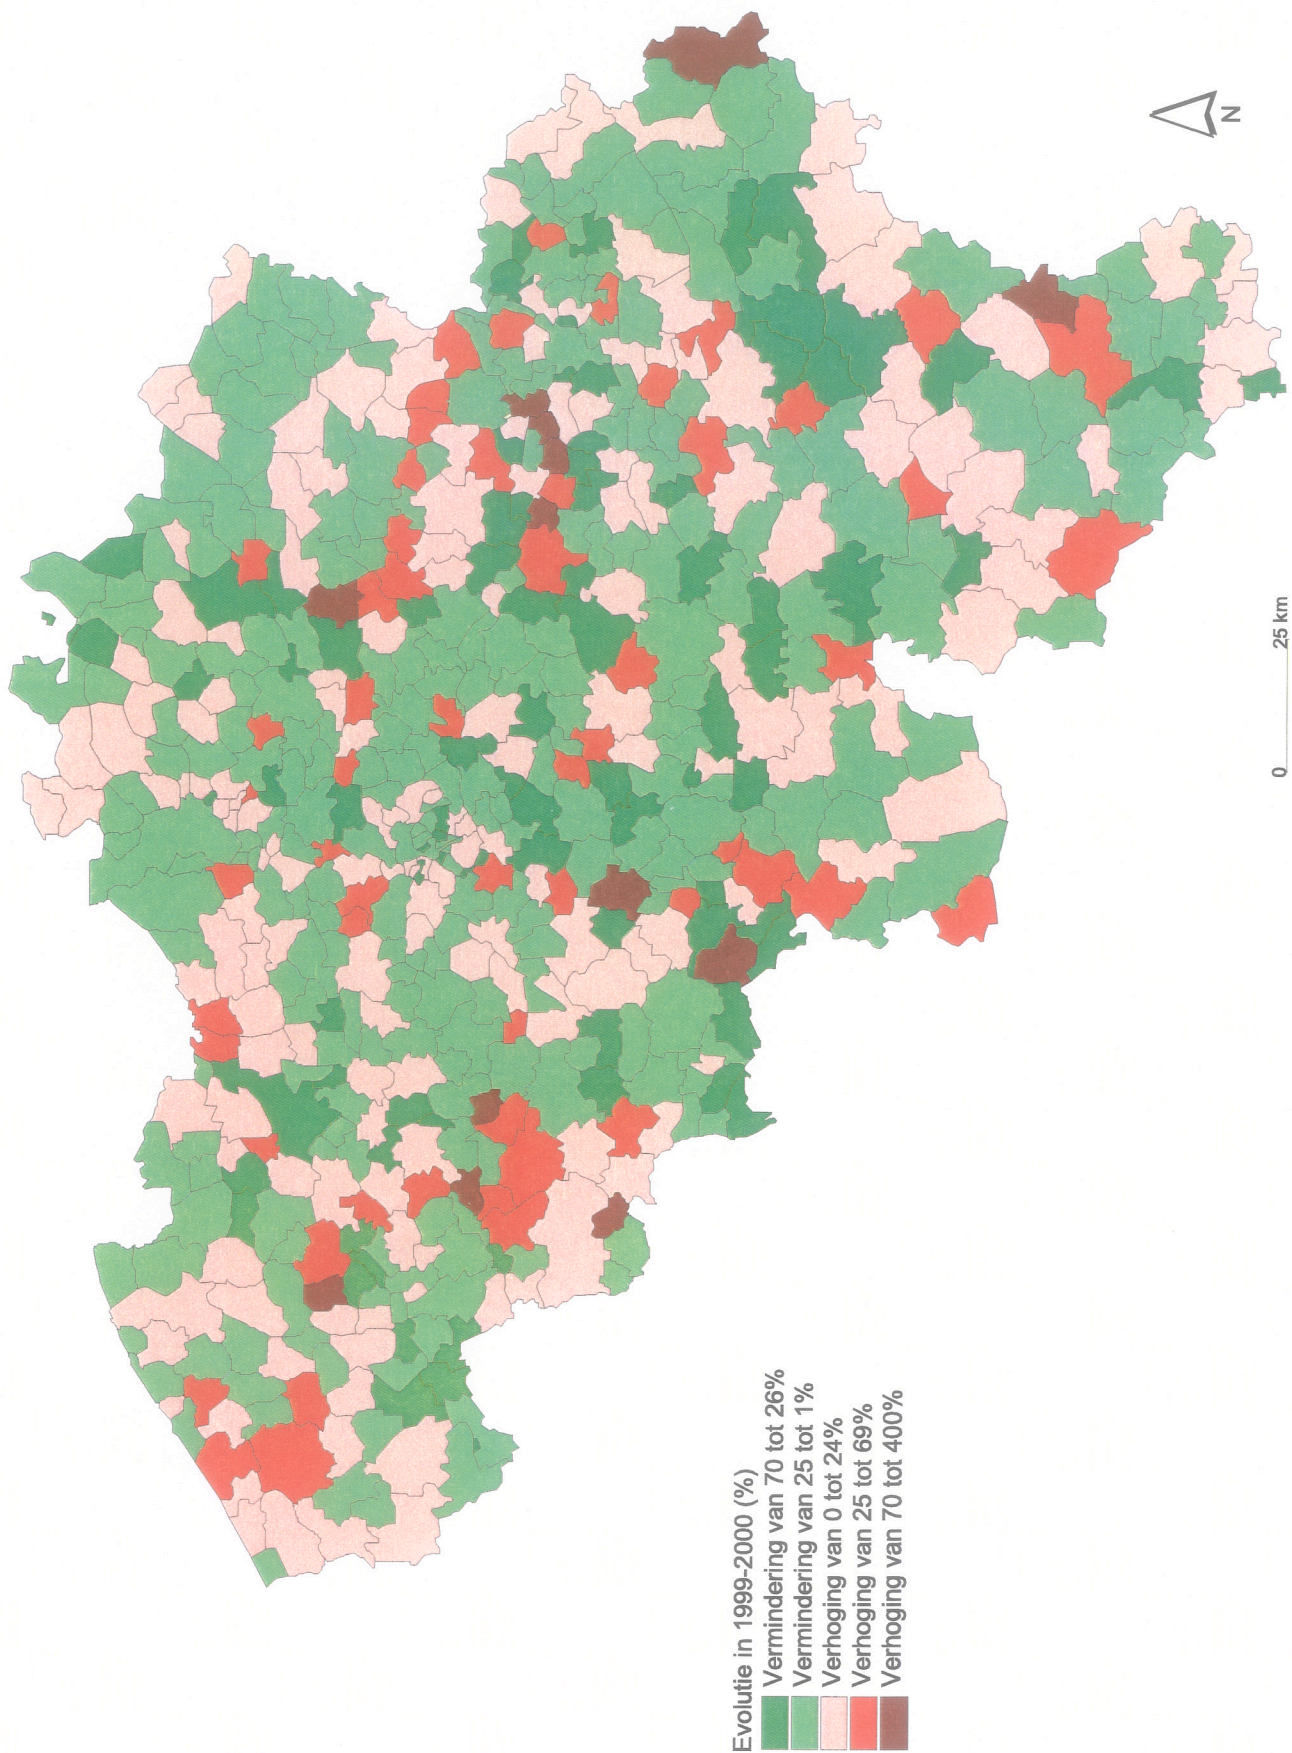 Evolutie in 1999-2000 (%)
Vermindering van 70 tot 26%
Vermindering van 25 tot 1%
Verhoging van 0 tot 24%
Verhoging van 25 tot 69%
Verhoging van 70 tot 400%
0 25 km
N